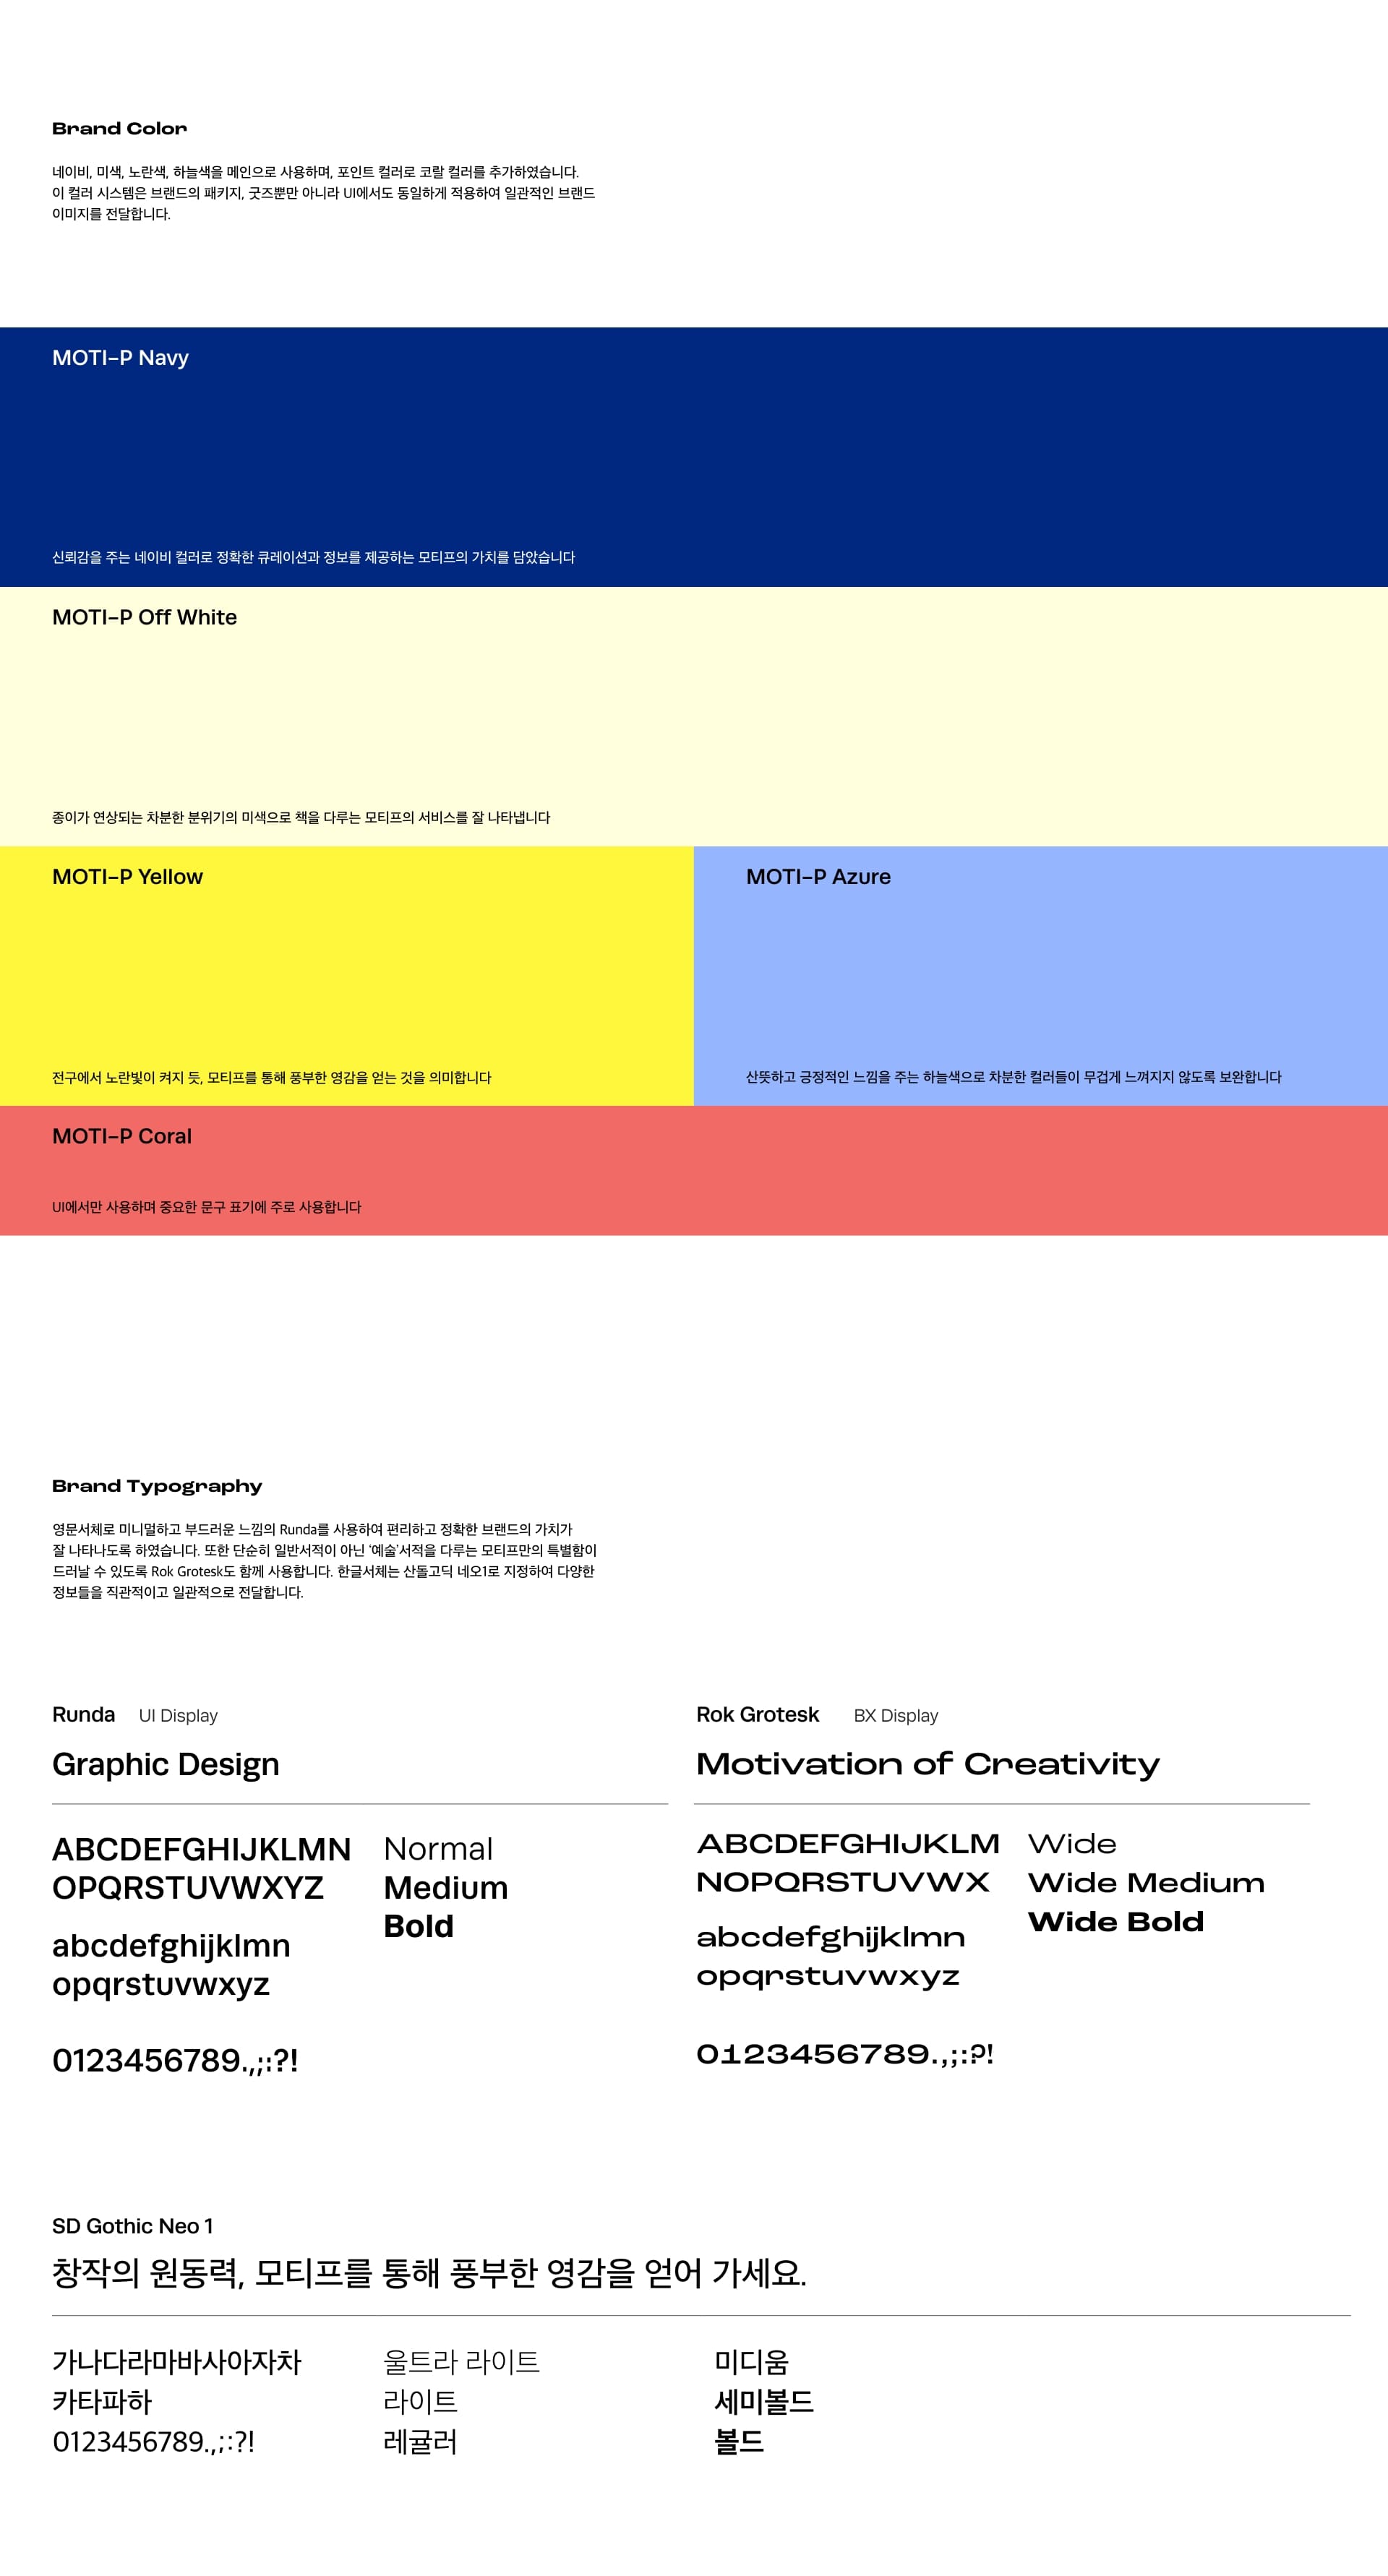 Brand Color
네이비, 미색, 노란색, 하늘색을 메인으로 사용하며, 포인트 컬러로 코랄 컬러를 추가하였습니다.
이 컬러 시스템은 브랜드의 패키지, 굿즈뿐만 아니라 UI에서도 동일하게 적용하여 일관적인 브랜드
이미지를 전달합니다.
MOTI-P Navy
신뢰감을 주는 네이비 컬러로 정확한 큐레이션과 정보를 제공하는 모티프의 가치를 담았습니다
MOTI-P Off White
종이가 연상되는 차분한 분위기의 미색으로 책을 다루는 모티프의 서비스를 잘 나타냅니다
MOTI-P Yellow
전구에서 노란빛이 켜지 듯, 모티프를 통해 풍부한 영감을 얻는 것을 의미합니다
MOTI-P Azure
산뜻하고 긍정적인 느낌을 주는 하늘색으로 차분한 컬러들이 무겁게 느껴지지 않도록 보완합니다
MOTI-P Coral
UI에서만 사용하며 중요한 문구 표기에 주로 사용합니다
Brand Typography
영문서체로 미니멀하고 부드러운 느낌의 Runda를 사용하여 편리하고 정확한 브랜드의 가치가
잘 나타나도록 하였습니다. 또한 단순히 일반서적이 아닌 '예술'서적을 다루는 모티프만의 특별함이
드러날 수 있도록 Rok Grotesk도 함께 사용합니다. 한글서체는 산돌고딕 네오1로 지정하여 다양한
정보들을 직관적이고 일관적으로 전달합니다.
Runda UI Display
Graphic Design
ABCDEFGHIJKLMN
OPQRSTUVWXYZ
abcdefghijklmn
opqrstuvwxyz
0123456789.,;:?!
Normal
Medium
Bold
Rok Grotesk BX Display
Motivation of Creativity
ABCDEFGHIJKLM
NOPQRSTUVWX
abcdefghijklmn
opqrstuvwxyz
0123456789.,;:?!
Wide
Wide Medium
Wide Bold
SD Gothic Neo 1
창작의 원동력, 모티프를 통해 풍부한 영감을 얻어 가세요.
가나다라마바사아자차
카타파하
0123456789.,;:?!
울트라 라이트
라이트
레귤러
미디움
세미볼드
볼드